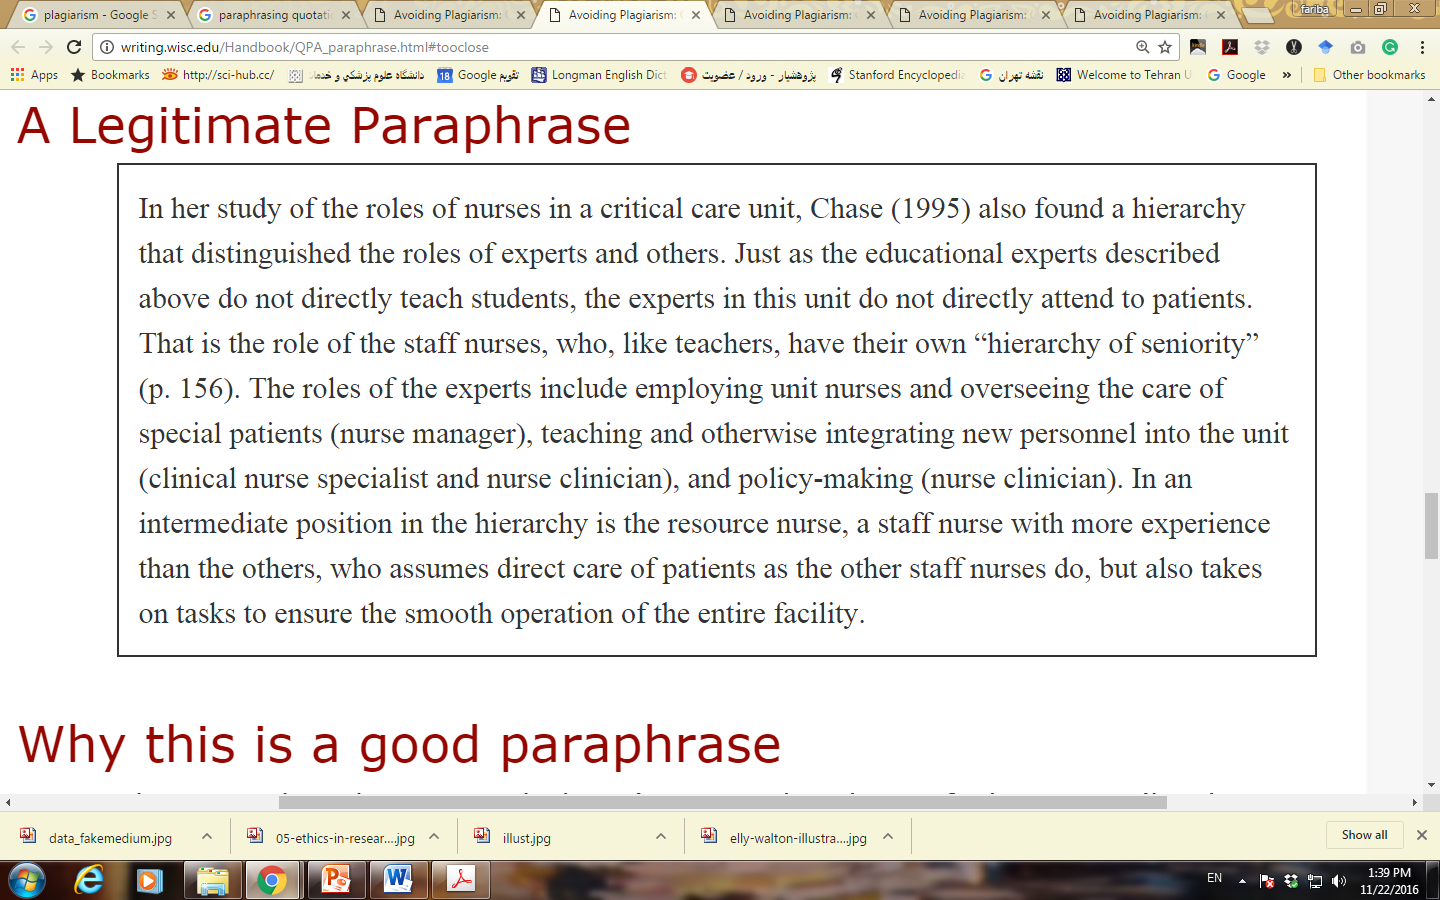 plagiarism - Google S
paraphrasing quotati
Avoiding Plagiarism:
Avoiding Plagiarism:
Avoiding Plagiarism:
Avoiding Plagiarism:
Avoiding Plagiarism:
fariba
writing.wisc.edu/Handbook/QPA_paraphrase.html#tooclose
Apps
Bookmarks
http://sci-hub.cc/
دانشگاه علوم پزشکي و خدمات
18
تقویم Google
Longman English Dict
پژوهشیار - ورود / عضویت
Stanford Encyclopedia
نقشه تهران
Welcome to Tehran U
Google
»
Other bookmarks
A Legitimate Paraphrase
In her study of the roles of nurses in a critical care unit, Chase (1995) also found a hierarchy
that distinguished the roles of experts and others. Just as the educational experts described
above do not directly teach students, the experts in this unit do not directly attend to patients.
That is the role of the staff nurses, who, like teachers, have their own “hierarchy of seniority”
(p. 156). The roles of the experts include employing unit nurses and overseeing the care of
special patients (nurse manager), teaching and otherwise integrating new personnel into the unit
(clinical nurse specialist and nurse clinician), and policy-making (nurse clinician). In an
intermediate position in the hierarchy is the resource nurse, a staff nurse with more experience
than the others, who assumes direct care of patients as the other staff nurses do, but also takes
on tasks to ensure the smooth operation of the entire facility.
Why this is a good paraphrase
data_fakemedium.jpg
05-ethics-in-resear....jpg
illust.jpg
elly-walton-illustra....jpg
Show all
EN
1:39 PM
11/22/2016